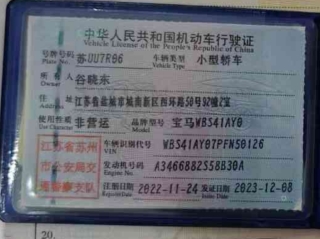 中华人民共和国机动车行驶证
Vehicle License of the People's Republic of China
号牌号码 苏UU7R86 车辆类型 小型轿车
Plate No. Vehicle Type
所有人 谷晓东
Owner
住址 江苏省盐城市城南新区西环路50号92幢2室
使用性质 非营运 品牌型号 宝马WBS41AY0
Use Character Model
江苏省苏州
市公安局交
通警察支队
车辆识别代号 WBS41AY07PFN50126
VIN
发动机号码 A3466882S58B30A
Engine No.
注册日期 2022-11-24 发证日期 2023-12-08
Register Date Issue Date
20.